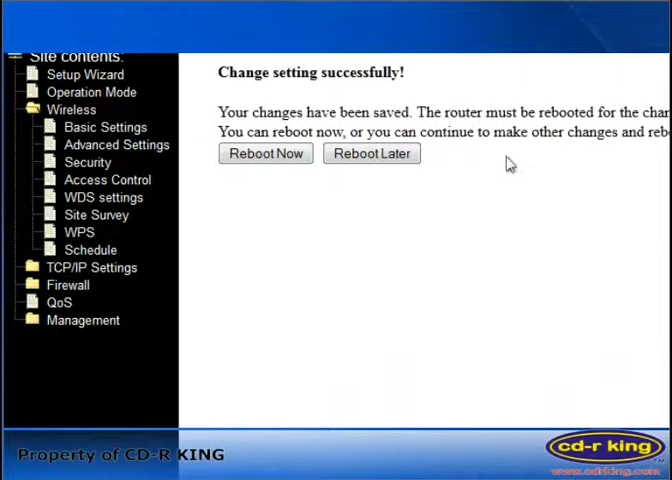 Site contents:
Setup Wizard
Operation Mode
Wireless
Basic Settings
Advanced Settings
Security
Access Control
WDS settings
Site Survey
WPS
Schedule
TCP/IP Settings
Firewall
QoS
Management
Change setting successfully!
Your changes have been saved. The router must be rebooted for the
You can reboot now, or you can continue to make other changes and
Reboot Now Reboot Later
Property of CD-R KING
cd-r king
www.cdrking.com